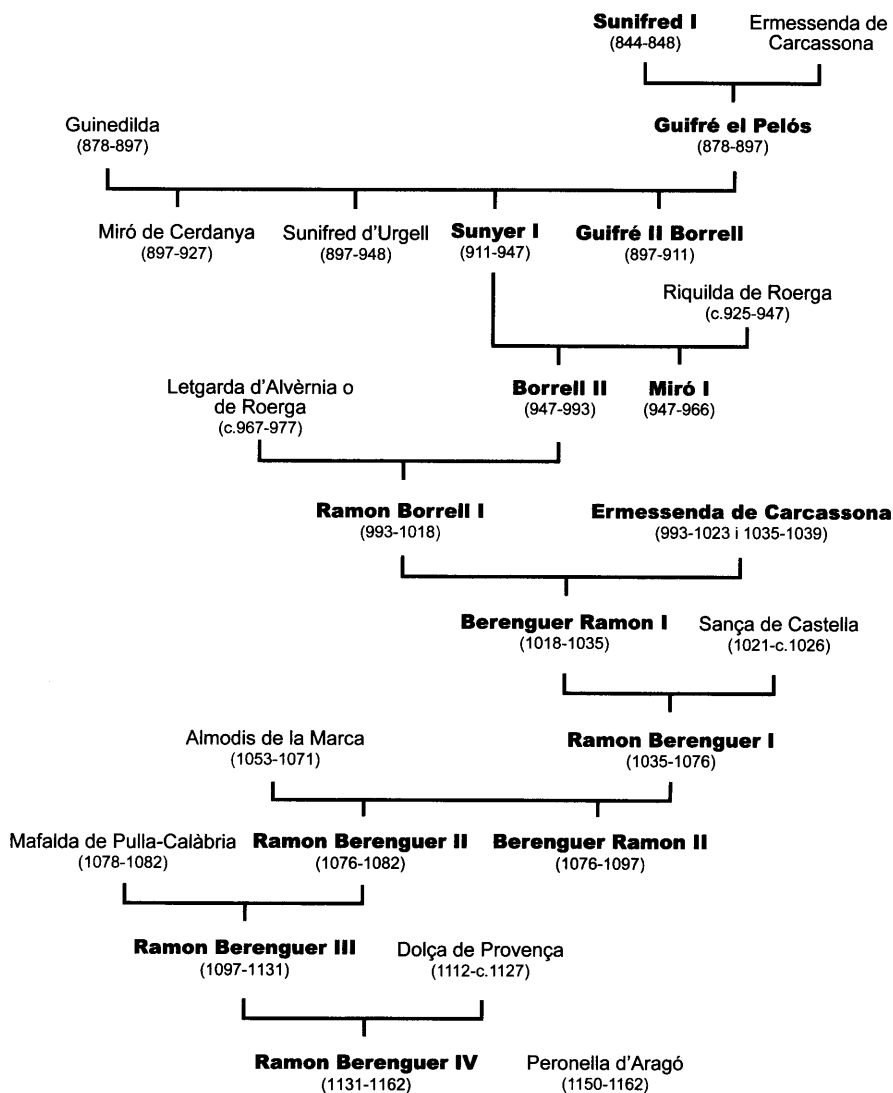 Sunifred I
(844-848)
Ermessenda de
Carcassona
Guinedilda
(878-897)
Guifré el Pelós
(878-897)
Miró de Cerdanya
(897-927)
Sunifred d'Urgell
(897-948)
Sunyer I
(911-947)
Guifré II Borrell
(897-911)
Riquilda de Roerga
(c.925-947)
Letgarda d'Alvèrnia o
de Roerga
(c.967-977)
Borrell II
(947-993)
Miró I
(947-966)
Ramon Borrell I
(993-1018)
Ermessenda de Carcassona
(993-1023 i 1035-1039)
Berenguer Ramon I
(1018-1035)
Sança de Castella
(1021-c.1026)
Almodis de la Marca
(1053-1071)
Ramon Berenguer I
(1035-1076)
Mafalda de Pulla-Calàbria
(1078-1082)
Ramon Berenguer II
(1076-1082)
Berenguer Ramon II
(1076-1097)
Ramon Berenguer III
(1097-1131)
Dolça de Provença
(1112-c.1127)
Ramon Berenguer IV
(1131-1162)
Peronella d'Aragó
(1150-1162)